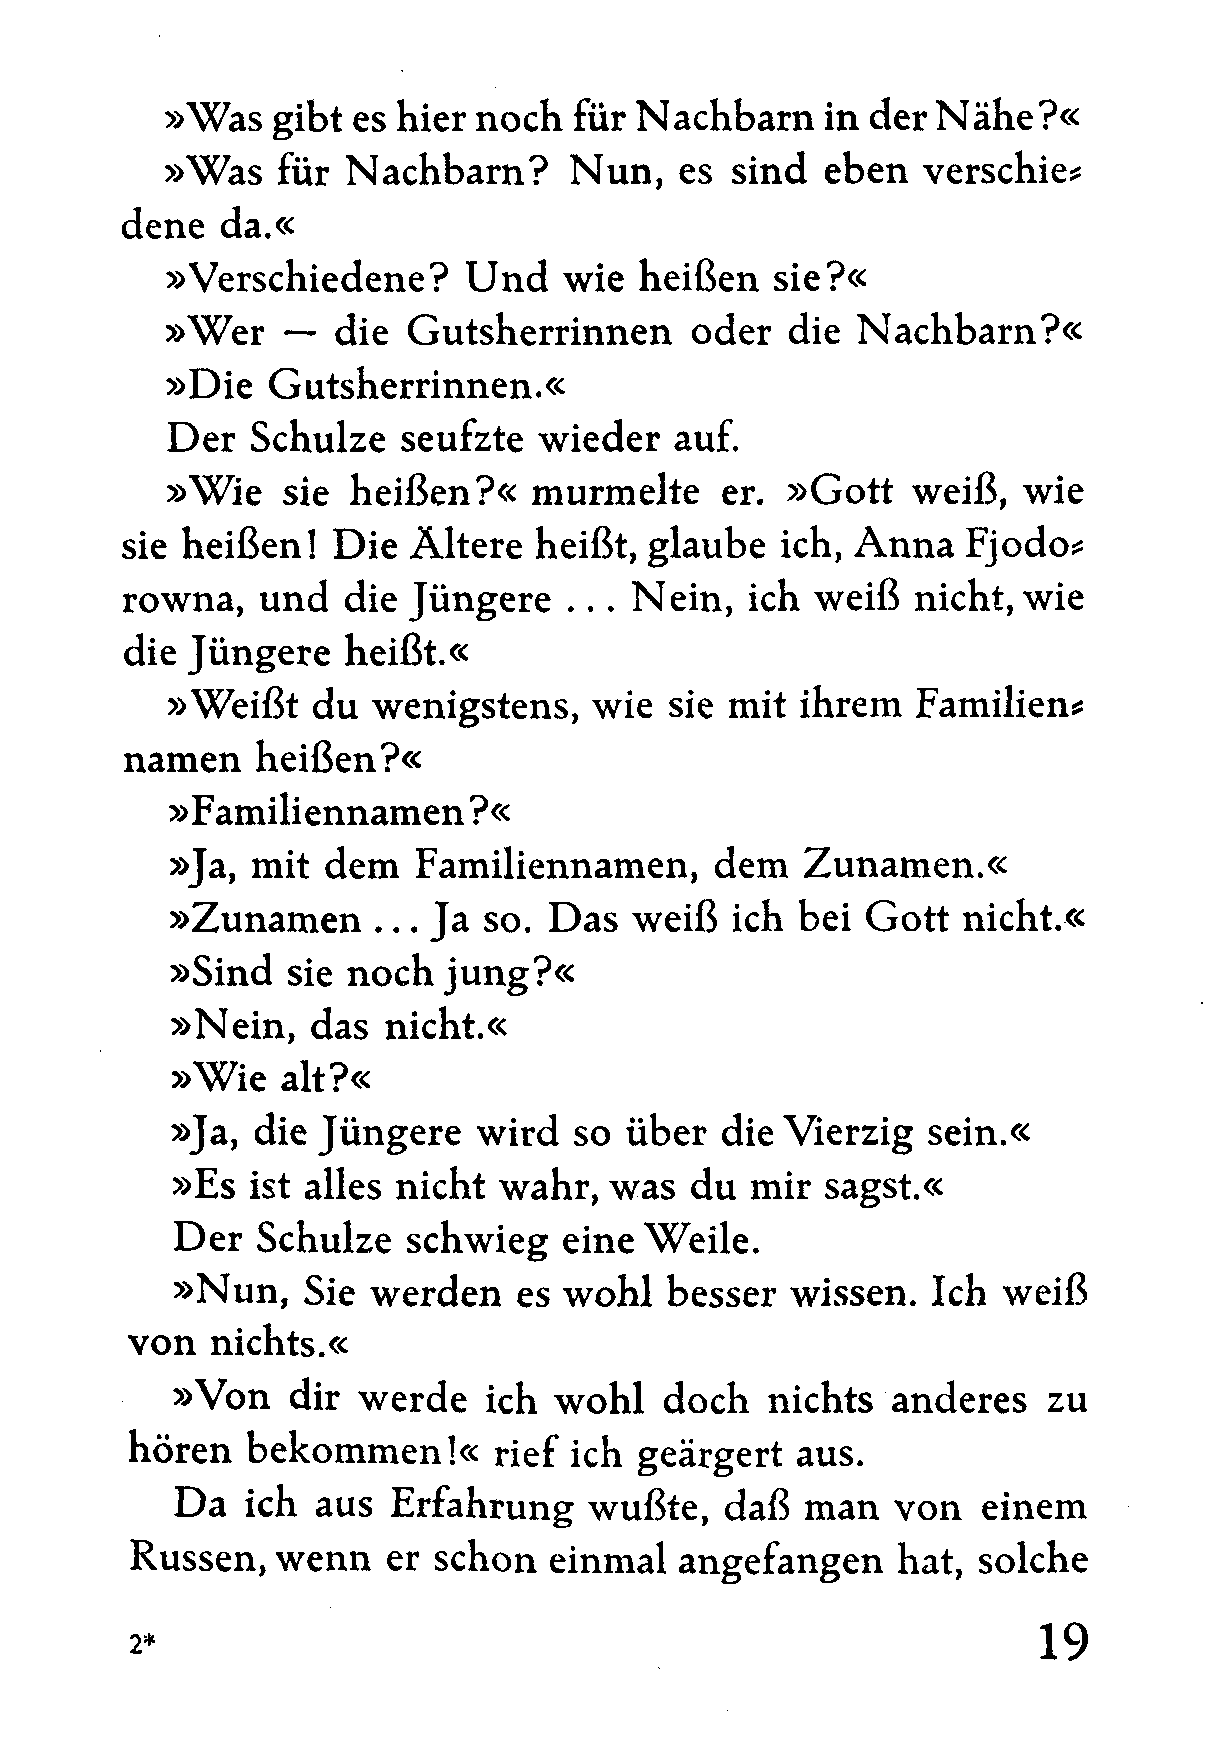 »Was gibt es hier noch für Nachbarn in der Nähe?«
»Was für Nachbarn? Nun, es sind eben verschie⸗
dene da.«
»Verschiedene? Und wie heißen sie?«
»Wer — die Gutsherrinnen oder die Nachbarn?«
»Die Gutsherrinnen.«
Der Schulze seufzte wieder auf.
»Wie sie heißen?« murmelte er. »Gott weiß, wie
sie heißen! Die Ältere heißt, glaube ich, Anna Fjodo⸗
rowna, und die Jüngere ... Nein, ich weiß nicht, wie
die Jüngere heißt.«
»Weißt du wenigstens, wie sie mit ihrem Familien⸗
namen heißen?«
»Familiennamen?«
»Ja, mit dem Familiennamen, dem Zunamen.«
»Zunamen ... Ja so. Das weiß ich bei Gott nicht.«
»Sind sie noch jung?«
»Nein, das nicht.«
»Wie alt?«
»Ja, die Jüngere wird so über die Vierzig sein.«
»Es ist alles nicht wahr, was du mir sagst.«
Der Schulze schwieg eine Weile.
»Nun, Sie werden es wohl besser wissen. Ich weiß
von nichts.«
»Von dir werde ich wohl doch nichts anderes zu
hören bekommen!« rief ich geärgert aus.
Da ich aus Erfahrung wußte, daß man von einem
Russen, wenn er schon einmal angefangen hat, solche
2* 19